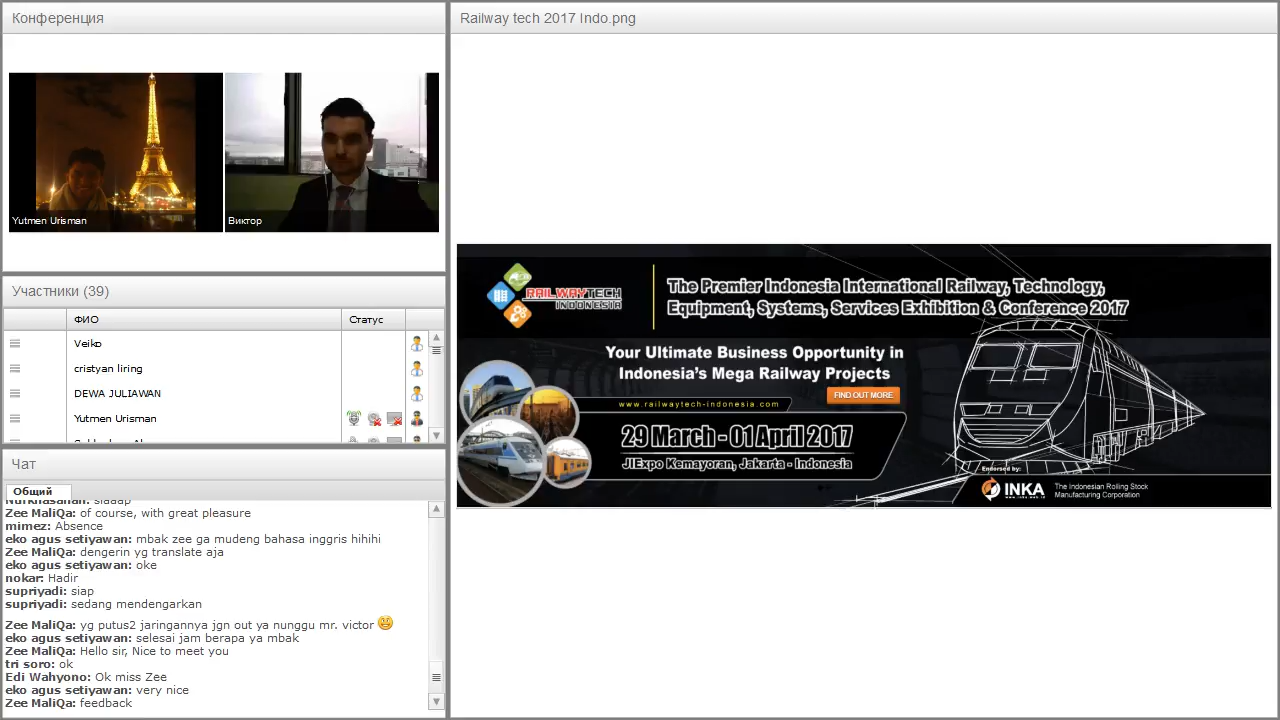 Конференция
Yutmen Urisman
Виктор
Участники (39)
ФИО
Статус
Veiko
cristyan liring
DEWA JULIAWAN
Yutmen Urisman
Чат
Общий
Nurkhasanah: siaaap
Zee MaliQa: of course, with great pleasure
mimez: Absence
eko agus setiyawan: mbak zee ga mudeng bahasa inggris hihihi
Zee MaliQa: dengerin yg translate aja
eko agus setiyawan: oke
nokar: Hadir
supriyadi: siap
supriyadi: sedang mendengarkan
Zee MaliQa: yg putus2 jaringannya jgn out ya nunggu mr. victor
eko agus setiyawan: selesai jam berapa ya mbak
Zee MaliQa: Hello sir, Nice to meet you
tri soro: ok
Edi Wahyono: Ok miss Zee
eko agus setiyawan: very nice
Zee MaliQa: feedback
Railway tech 2017 Indo.png
RAILWAYTECH
INDONESIA
The Premier Indonesia International Railway, Technology,
Equipment, Systems, Services Exhibition & Conference 2017
Your Ultimate Business Opportunity in
Indonesia's Mega Railway Projects
FIND OUT MORE
www.railwaytech-indonesia.com
29 March - 01 April 2017
JIExpo Kemayoran, Jakarta - Indonesia
Endorsed by:
INKA
The Indonesian Rolling Stock
Manufacturing Corporation